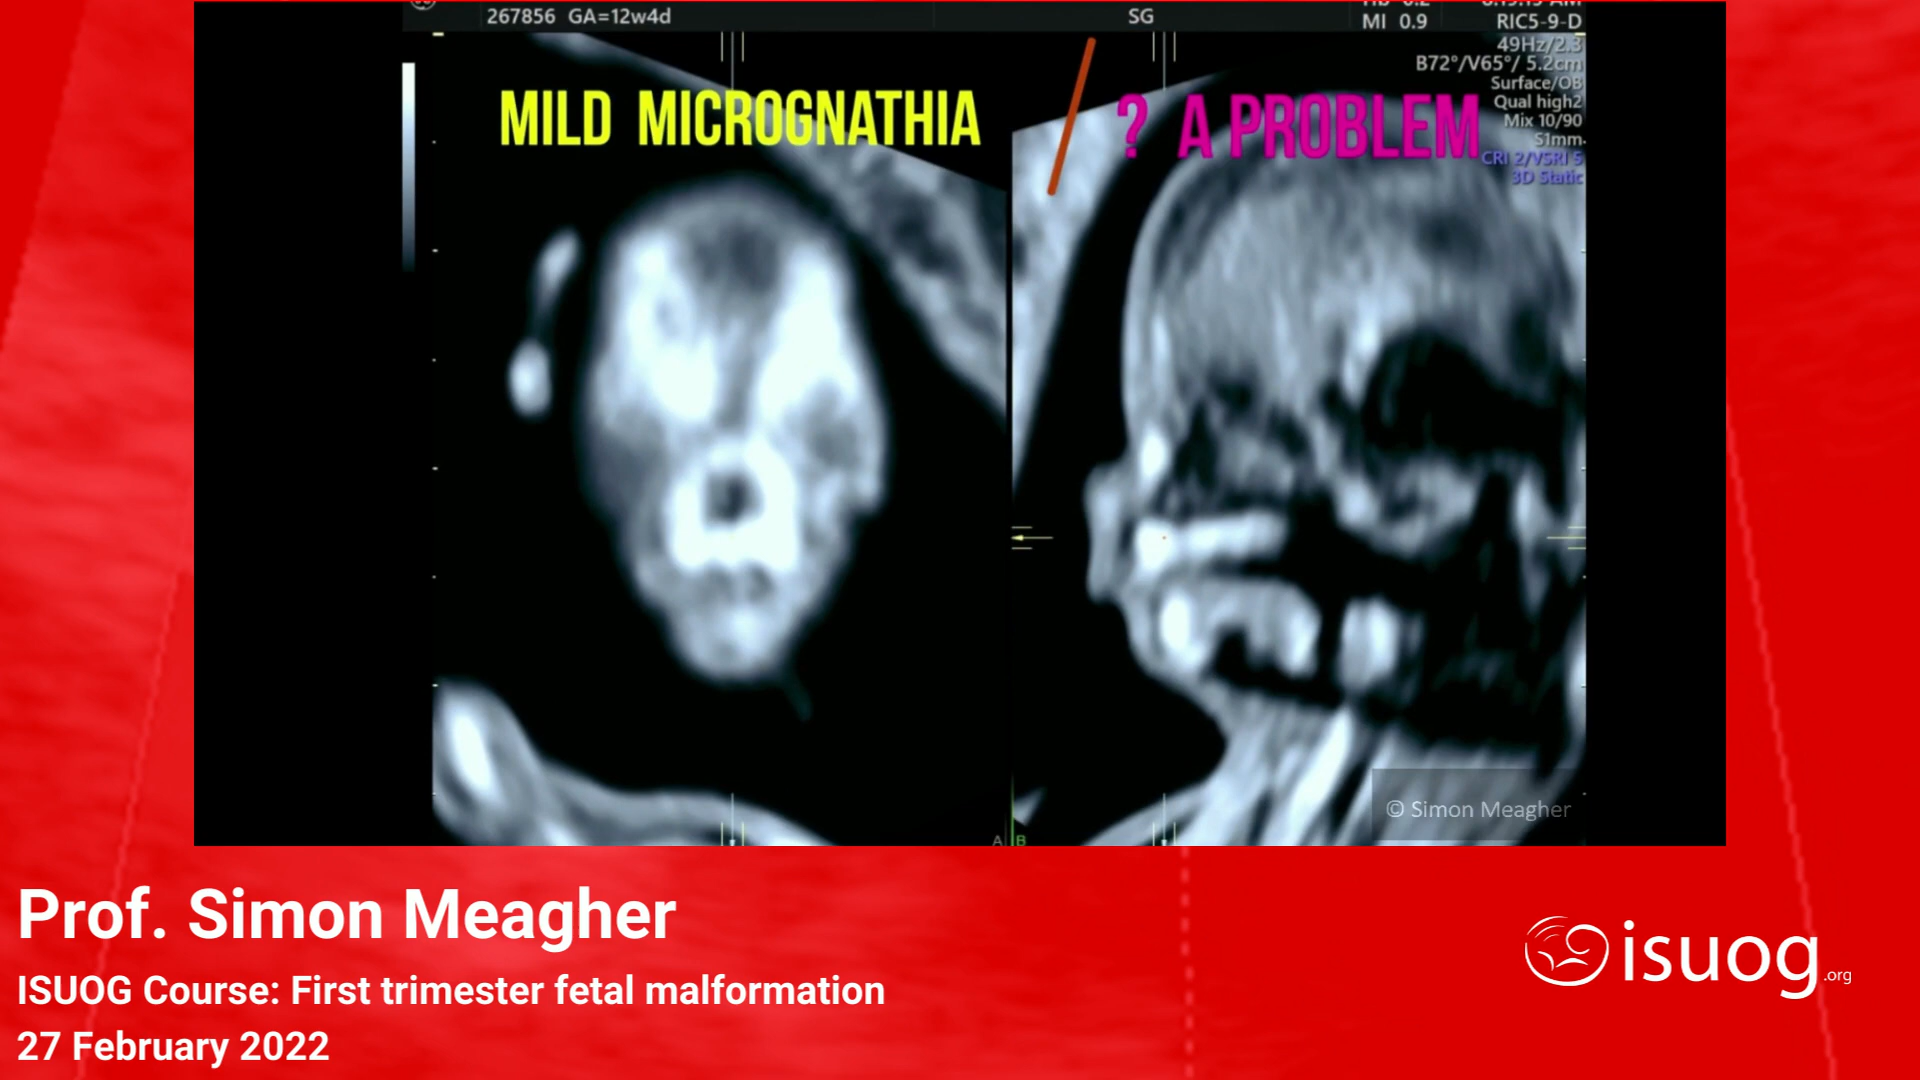 267856 GA=12w4d
SG
MI 0.9
RIC5-9-D
49Hz/2.3
B72°/V65°/ 5.2cm
Surface/OB
Qual high2
Mix 10/90
S1mm
CRI 2/VSRI 5
3D Static
MILD MICROGNATHIA
? A PROBLEM
© Simon Meagher
A
B
Prof. Simon Meagher
ISUOG Course: First trimester fetal malformation
27 February 2022
isuog.org